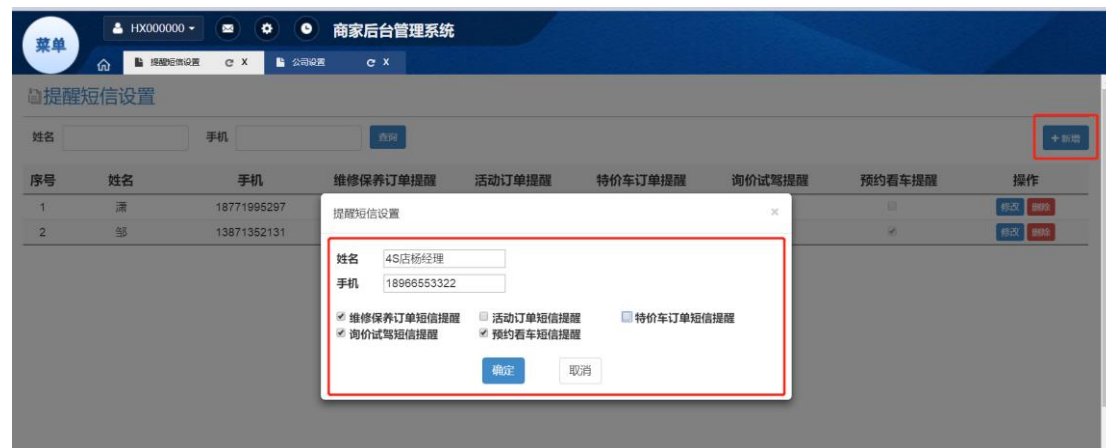 菜单
HX000000
商家后台管理系统
提醒短信设置 C X 公司设置 C X
提醒短信设置
姓名 手机 查询 +新增
序号 姓名 手机 维修保养订单提醒 活动订单提醒 特价车订单提醒 询价试驾提醒 预约看车提醒 操作
1 潇 18771995297 修改 删除
2 邹 13871352131 修改 删除
提醒短信设置 ×
姓名 4S店杨经理
手机 18966553322
维修保养订单短信提醒 活动订单短信提醒 特价车订单短信提醒
询价试驾短信提醒 预约看车短信提醒
确定 取消